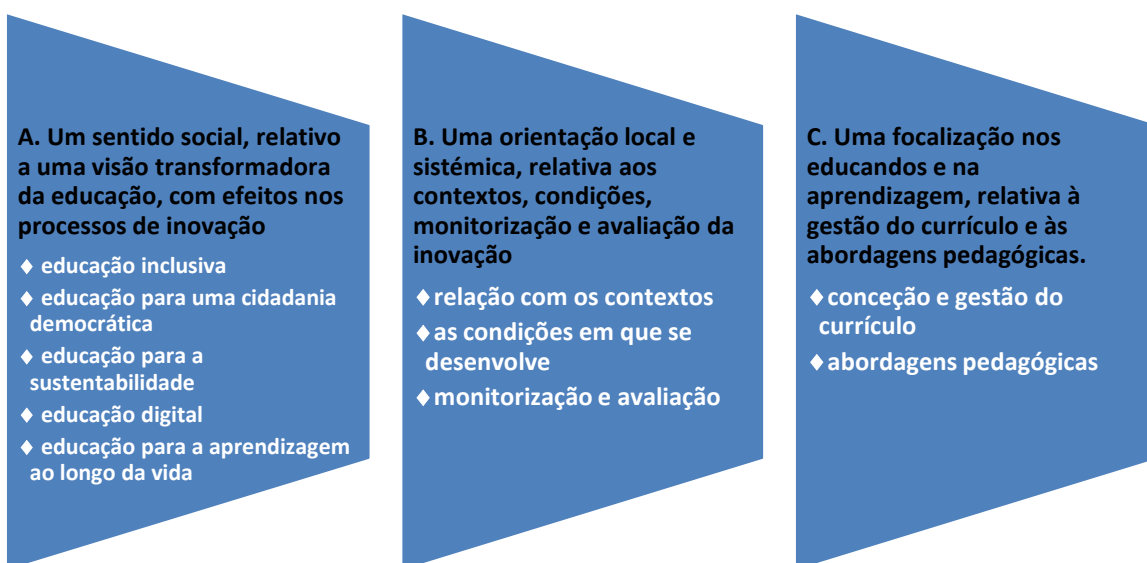 A. Um sentido social, relativo
a uma visão transformadora
da educação, com efeitos nos
processos de inovação
♦ educação inclusiva
♦ educação para uma cidadania
democrática
♦ educação para a
sustentabilidade
♦ educação digital
♦ educação para a aprendizagem
ao longo da vida
B. Uma orientação local e
sistémica, relativa aos
contextos, condições,
monitorização e avaliação da
inovação
♦relação com os contextos
♦as condições em que se
desenvolve
♦monitorização e avaliação
C. Uma focalização nos
educandos e na
aprendizagem, relativa à
gestão do currículo e às
abordagens pedagógicas.
♦conceção e gestão do
currículo
♦abordagens pedagógicas